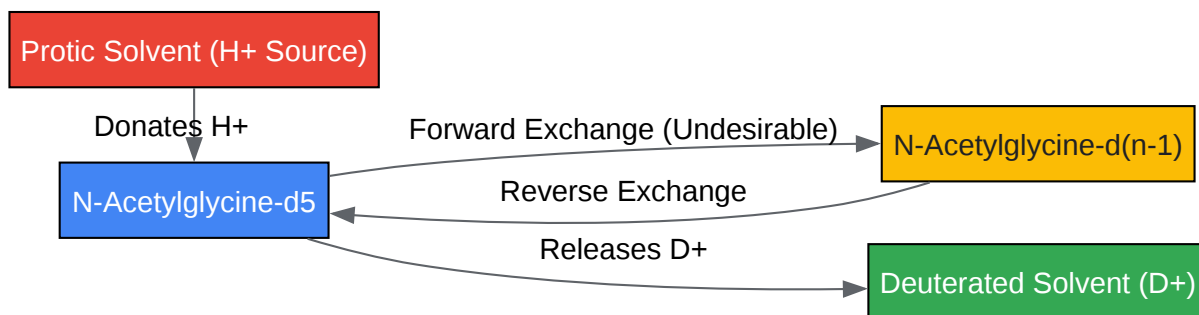 Protic Solvent (H+ Source)
Donates H+
Forward Exchange (Undesirable)
N-Acetylglycine-d(n-1)
N-Acetylglycine-d5
Reverse Exchange
Releases D+
Deuterated Solvent (D+)